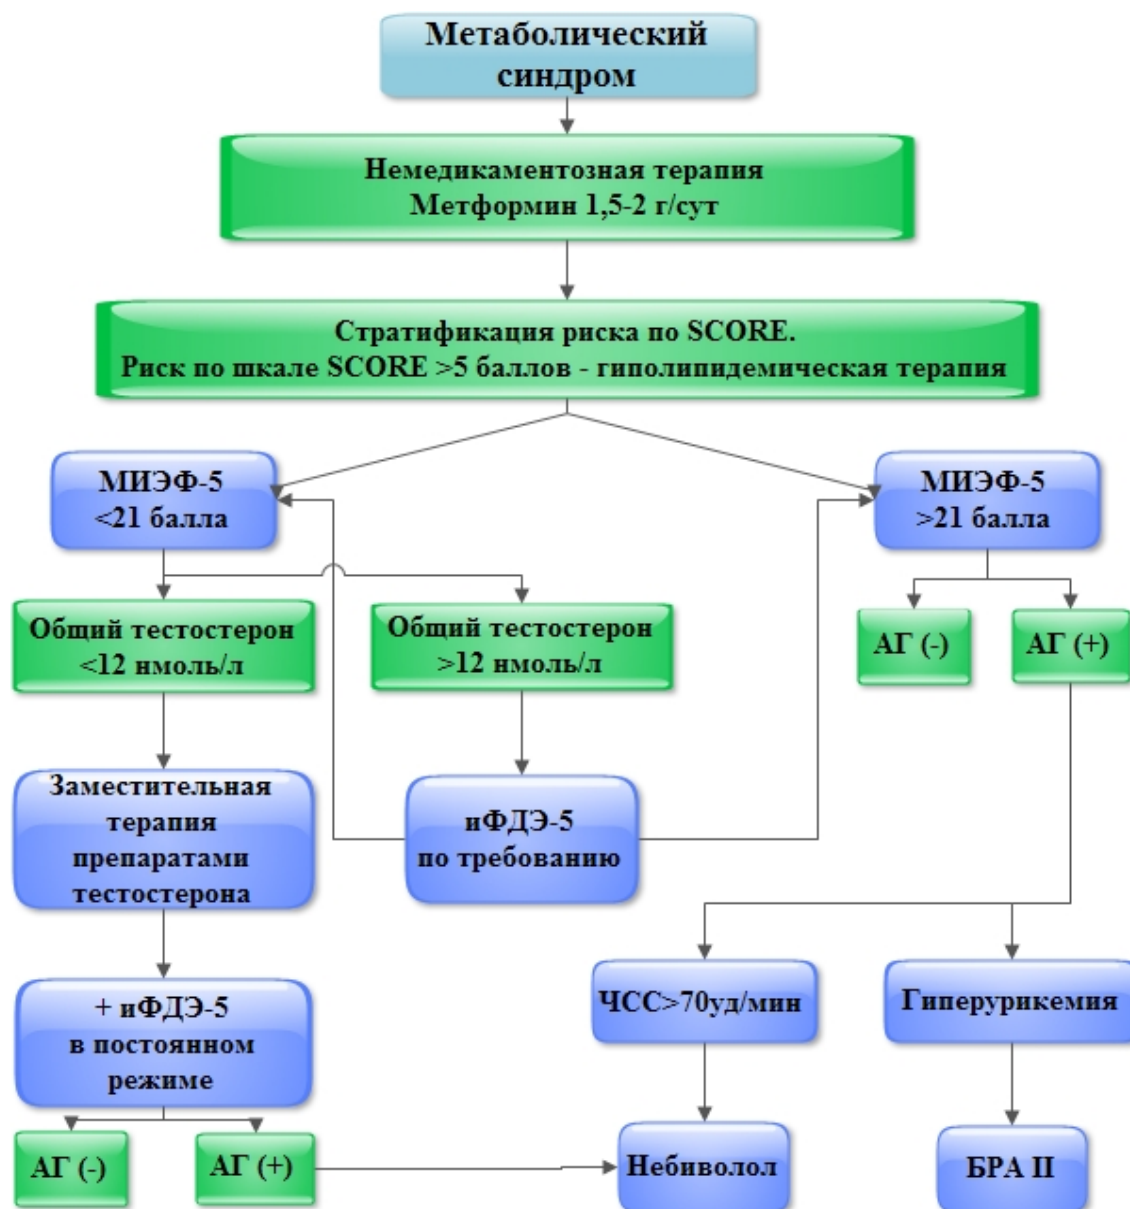 Метаболический
синдром
Немедикаментозная терапия
Метформин 1,5-2 г/сут
Стратификация риска по SCORE.
Риск по шкале SCORE >5 баллов - гиполипидемическая терапия
МИЭФ-5
<21 балла
МИЭФ-5
>21 балла
Общий тестостерон
<12 нмоль/л
Общий тестостерон
>12 нмоль/л
АГ (-)
АГ (+)
Заместительная
терапия
препаратами
тестостерона
иФДЭ-5
по требованию
+ иФДЭ-5
в постоянном
режиме
ЧСС>70уд/мин
Гиперурикемия
АГ (-)
АГ (+)
Небиволол
БРА II